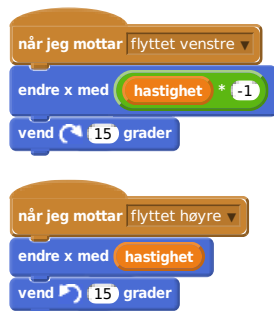 når jeg mottar flyttet venstre
endre x med hastighet * -1
vend 15 grader
når jeg mottar flyttet høyre
endre x med hastighet
vend 15 grader